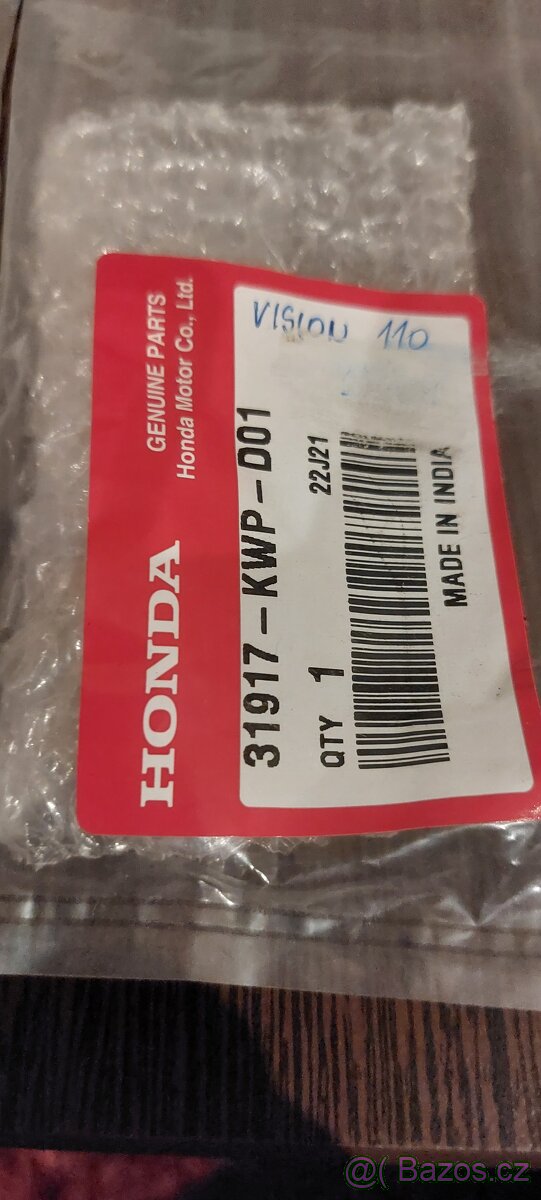 HONDA
GENUINE PARTS
Honda Motor Co., Ltd.
VISION 110
31917-KWP-D01
QTY 1
22J21
MADE IN INDIA
@( Bazos.cz